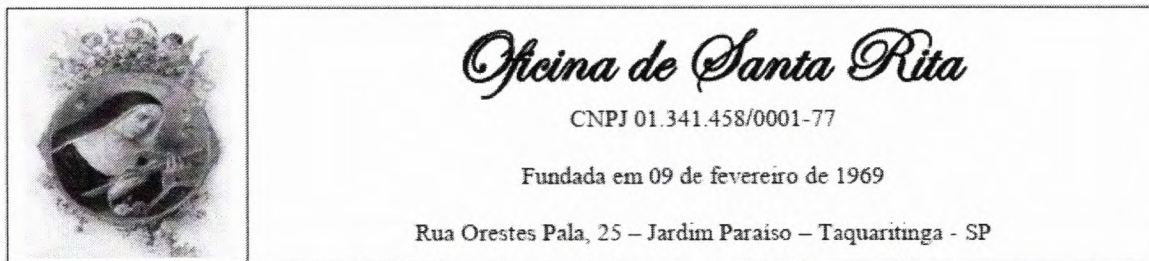 Oficina de Santa Rita
CNPJ 01.341.458/0001-77
Fundada em 09 de fevereiro de 1969
Rua Orestes Pala, 25 – Jardim Paraíso – Taquaritinga - SP